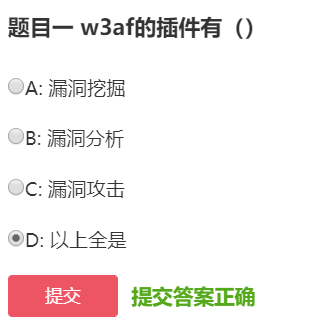 题目一 w3af的插件有（）
A: 漏洞挖掘
B: 漏洞分析
C: 漏洞攻击
D: 以上全是
提交 提交答案正确